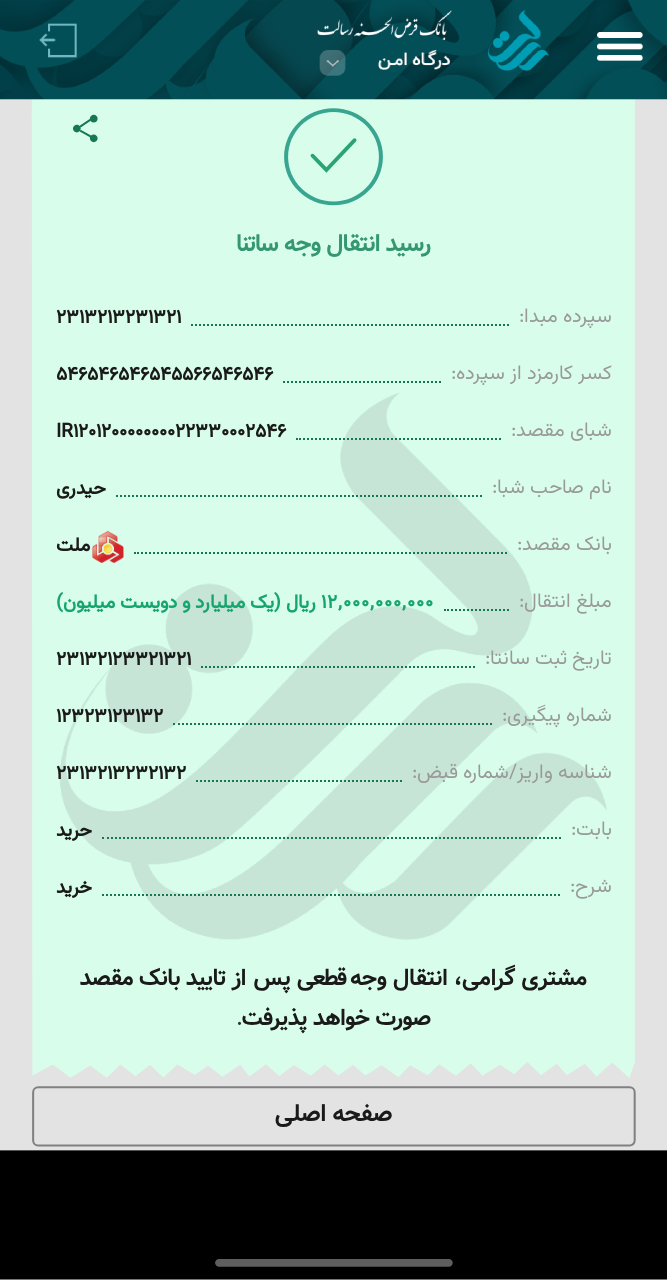 بانک قرض الحسنه رسالت
درگاه امن
رسید انتقال وجه ساتنا
سپرده مبدا: ۲۳۱۳۲۱۳۲۳۱۳۲۱
کسر کارمزد از سپرده: ۵۴۶۵۴۶۵۴۶۵۴۵۵۶۶۵۴۶۵۴۶
شبای مقصد: IR۱۲۰۱۲۰۰۰۰۰۰۰۰۲۲۳۳۰۰۰۲۵۴۶
نام صاحب شبا: حیدری
بانک مقصد: ملت
مبلغ انتقال: ۱۲,۰۰۰,۰۰۰,۰۰۰ ریال (یک میلیارد و دویست میلیون)
تاریخ ثبت سانتا: ۲۳۱۳۲۱۲۳۳۲۱۳۲۱
شماره پیگیری: ۱۲۳۲۳۱۲۳۱۳۲
شناسه واریز/شماره قبض: ۲۳۱۳۲۱۳۲۳۲۱۳۲
بابت: حرید
شرح: خرید
مشتری گرامی، انتقال وجه قطعی پس از تایید بانک مقصد
صورت خواهد پذیرفت.
صفحه اصلی